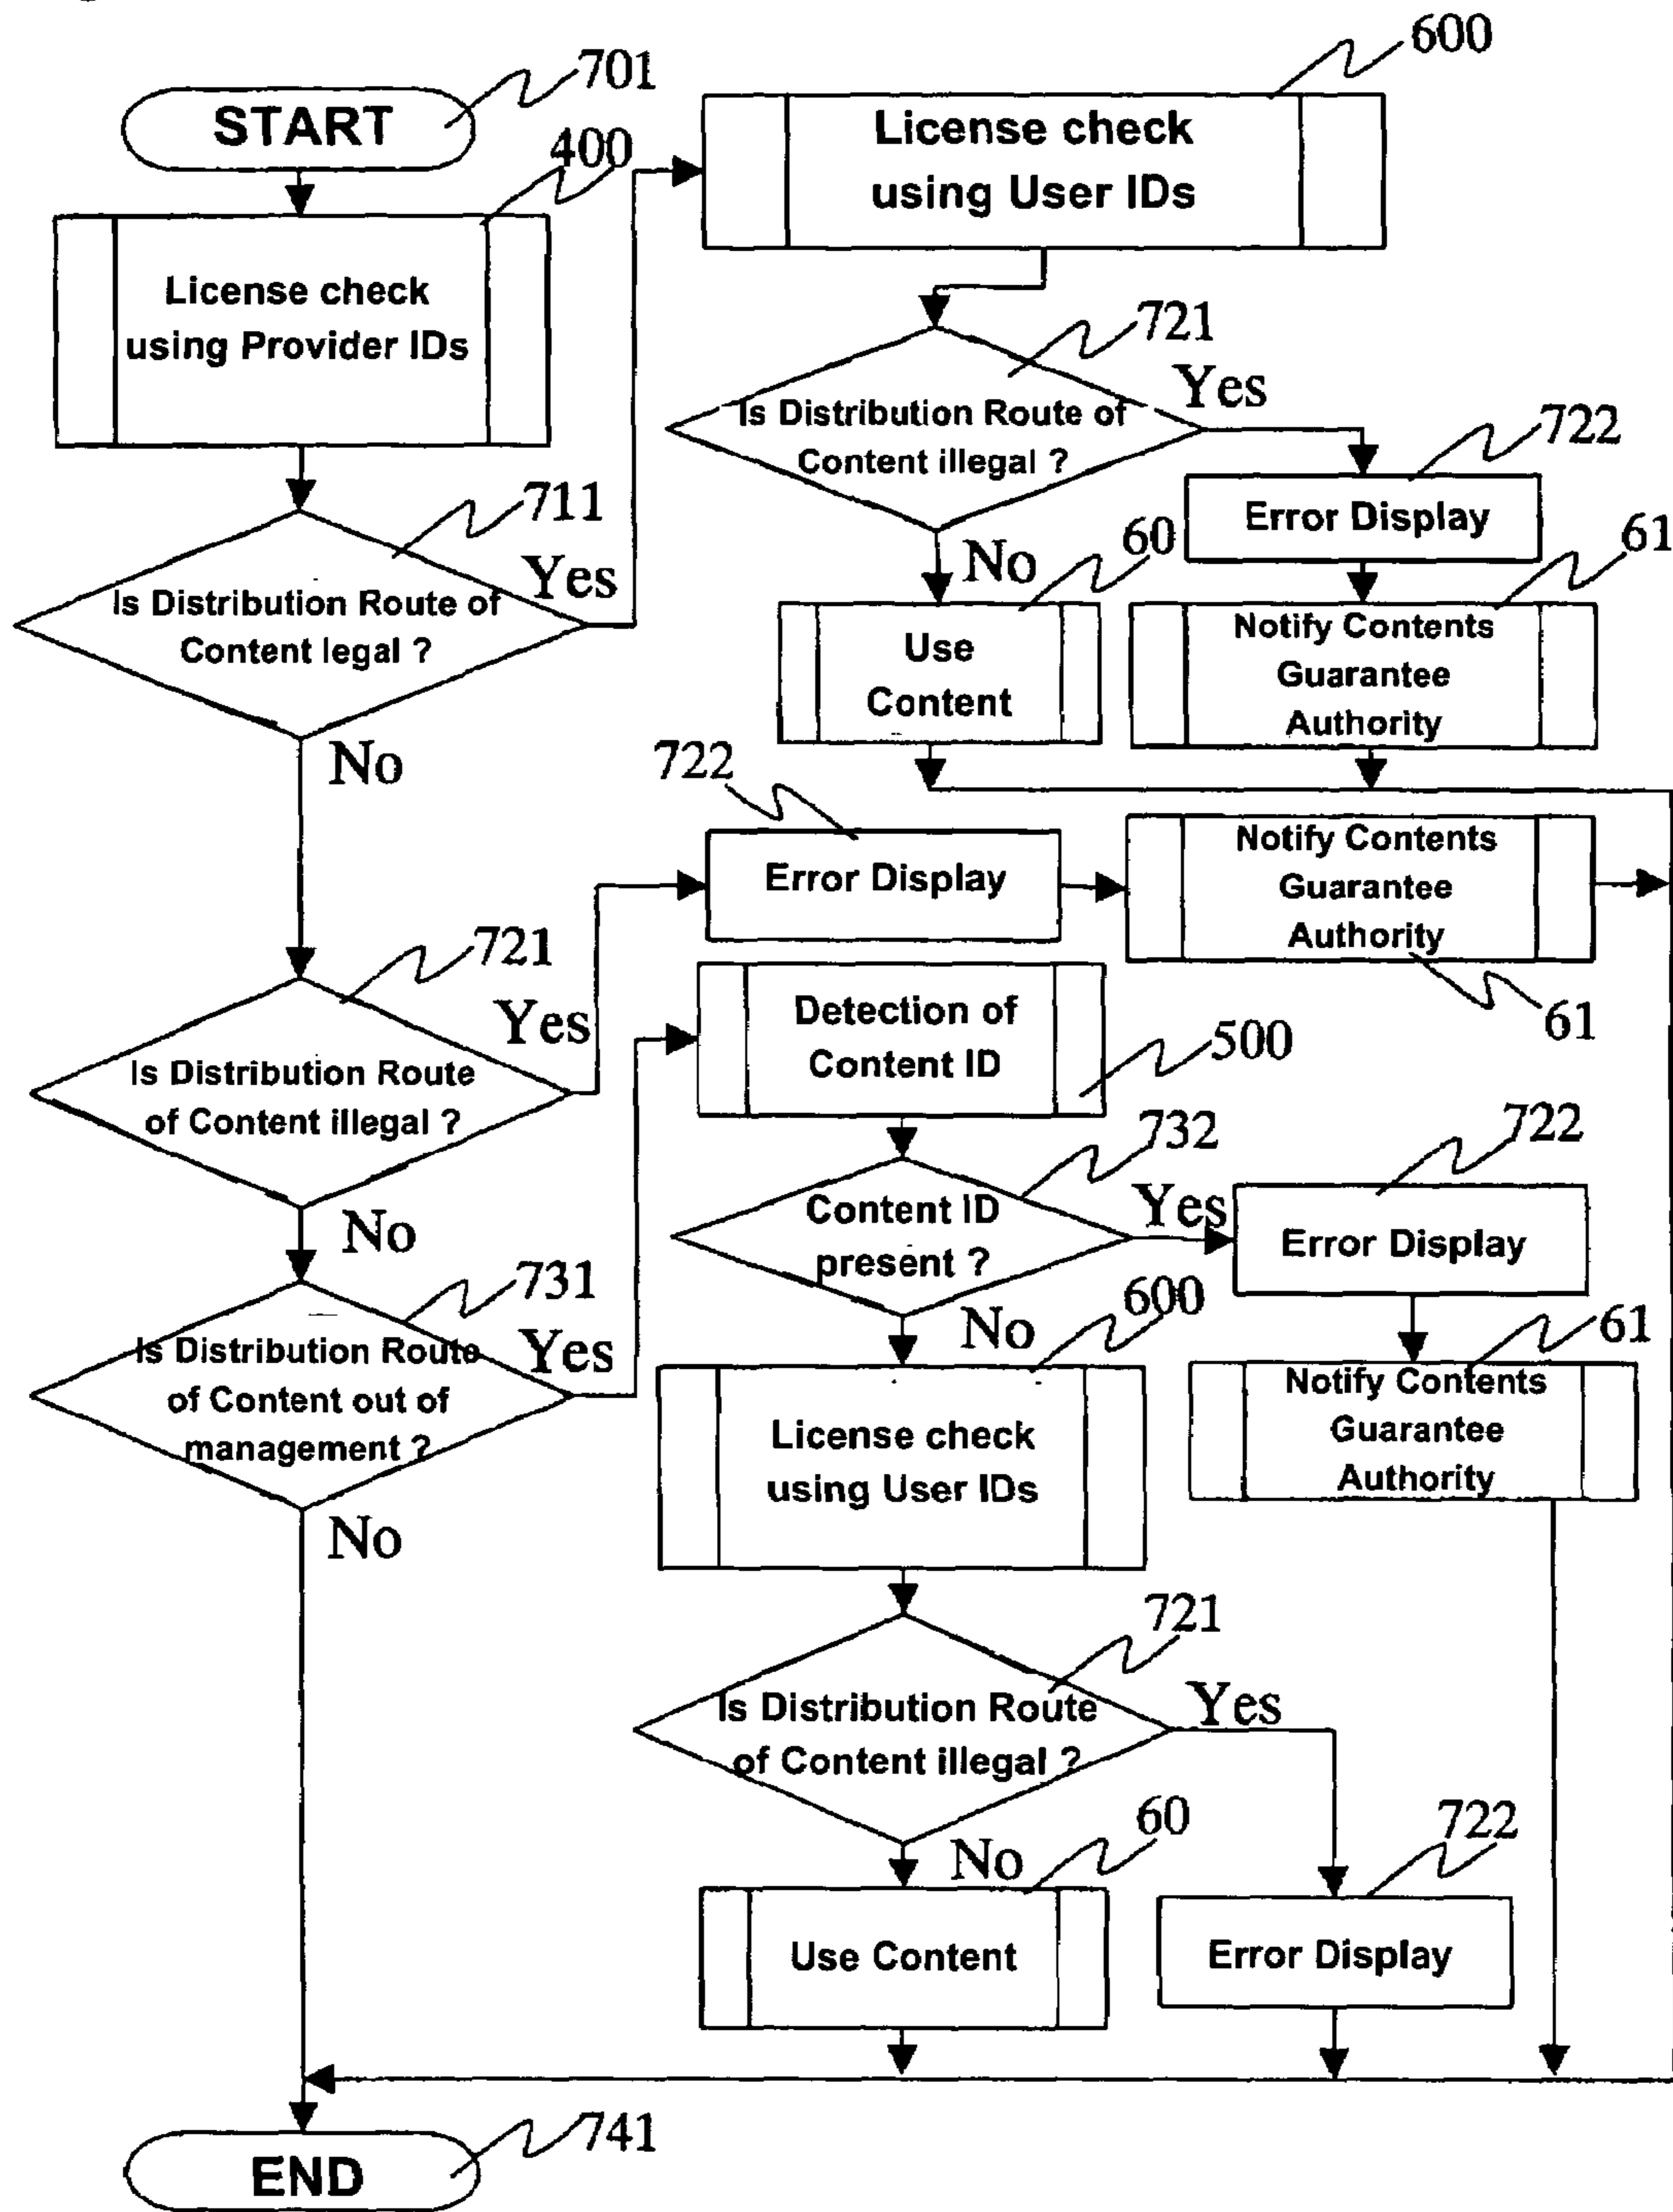 701
START
400
License check
using Provider IDs
711
Is Distribution Route of
Content legal ?
Yes
No
600
License check
using User IDs
721
Is Distribution Route of
Content illegal ?
Yes
No
722
Error Display
60
Use
Content
61
Notify Contents
Guarantee
Authority
721
Is Distribution Route
of Content illegal ?
Yes
No
722
Error Display
Notify Contents
Guarantee
Authority
61
731
Is Distribution Route
of Content out of
management ?
Yes
No
Detection of
Content ID
500
732
Content ID
present ?
Yes
No
722
Error Display
61
Notify Contents
Guarantee
Authority
600
License check
using User IDs
721
Is Distribution Route
of Content illegal ?
Yes
No
60
Use Content
722
Error Display
END
741